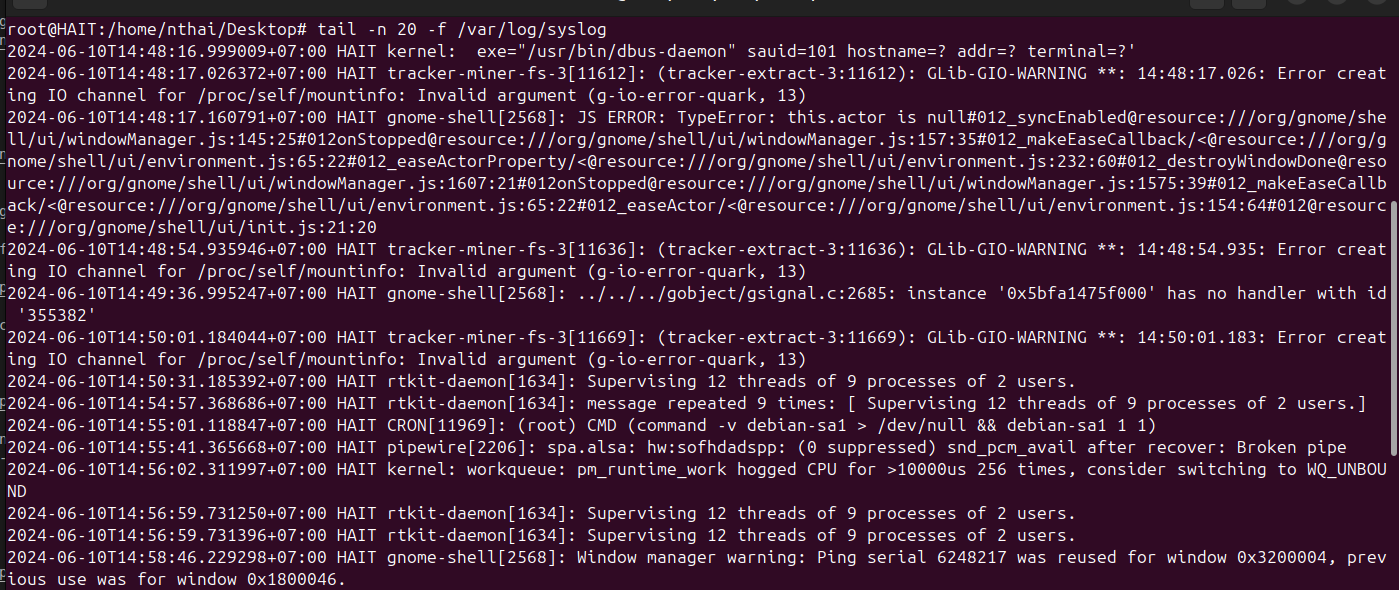 root@HAIT:/home/nthai/Desktop# tail -n 20 -f /var/log/syslog
2024-06-10T14:48:16.999009+07:00 HAIT kernel:  exe="/usr/bin/dbus-daemon" sauid=101 hostname=? addr=? terminal=?'
2024-06-10T14:48:17.026372+07:00 HAIT tracker-miner-fs-3[11612]: (tracker-extract-3:11612): GLib-GIO-WARNING **: 14:48:17.026: Error creat
ing IO channel for /proc/self/mountinfo: Invalid argument (g-io-error-quark, 13)
2024-06-10T14:48:17.160791+07:00 HAIT gnome-shell[2568]: JS ERROR: TypeError: this.actor is null#012_syncEnabled@resource:///org/gnome/she
ll/ui/windowManager.js:145:25#012onStopped@resource:///org/gnome/shell/ui/windowManager.js:157:35#012_makeEaseCallback/<@resource:///org/g
nome/shell/ui/environment.js:65:22#012_easeActorProperty/<@resource:///org/gnome/shell/ui/environment.js:232:60#012_destroyWindowDone@reso
urce:///org/gnome/shell/ui/windowManager.js:1607:21#012onStopped@resource:///org/gnome/shell/ui/windowManager.js:1575:39#012_makeEaseCallb
ack/<@resource:///org/gnome/shell/ui/environment.js:65:22#012_easeActor/<@resource:///org/gnome/shell/ui/environment.js:154:64#012@resourc
e:///org/gnome/shell/ui/init.js:21:20
2024-06-10T14:48:54.935946+07:00 HAIT tracker-miner-fs-3[11636]: (tracker-extract-3:11636): GLib-GIO-WARNING **: 14:48:54.935: Error creat
ing IO channel for /proc/self/mountinfo: Invalid argument (g-io-error-quark, 13)
2024-06-10T14:49:36.995247+07:00 HAIT gnome-shell[2568]: ../../../gobject/gsignal.c:2685: instance '0x5bfa1475f000' has no handler with id
 '355382'
2024-06-10T14:50:01.184044+07:00 HAIT tracker-miner-fs-3[11669]: (tracker-extract-3:11669): GLib-GIO-WARNING **: 14:50:01.183: Error creat
ing IO channel for /proc/self/mountinfo: Invalid argument (g-io-error-quark, 13)
2024-06-10T14:50:31.185392+07:00 HAIT rtkit-daemon[1634]: Supervising 12 threads of 9 processes of 2 users.
2024-06-10T14:54:57.368686+07:00 HAIT rtkit-daemon[1634]: message repeated 9 times: [ Supervising 12 threads of 9 processes of 2 users.]
2024-06-10T14:55:01.118847+07:00 HAIT CRON[11969]: (root) CMD (command -v debian-sa1 > /dev/null && debian-sa1 1 1)
2024-06-10T14:55:41.365668+07:00 HAIT pipewire[2206]: spa.alsa: hw:sofhdadspp: (0 suppressed) snd_pcm_avail after recover: Broken pipe
2024-06-10T14:56:02.311997+07:00 HAIT kernel: workqueue: pm_runtime_work hogged CPU for >10000us 256 times, consider switching to WQ_UNBOU
ND
2024-06-10T14:56:59.731250+07:00 HAIT rtkit-daemon[1634]: Supervising 12 threads of 9 processes of 2 users.
2024-06-10T14:56:59.731396+07:00 HAIT rtkit-daemon[1634]: Supervising 12 threads of 9 processes of 2 users.
2024-06-10T14:58:46.229298+07:00 HAIT gnome-shell[2568]: Window manager warning: Ping serial 6248217 was reused for window 0x3200004, prev
ious use was for window 0x1800046.